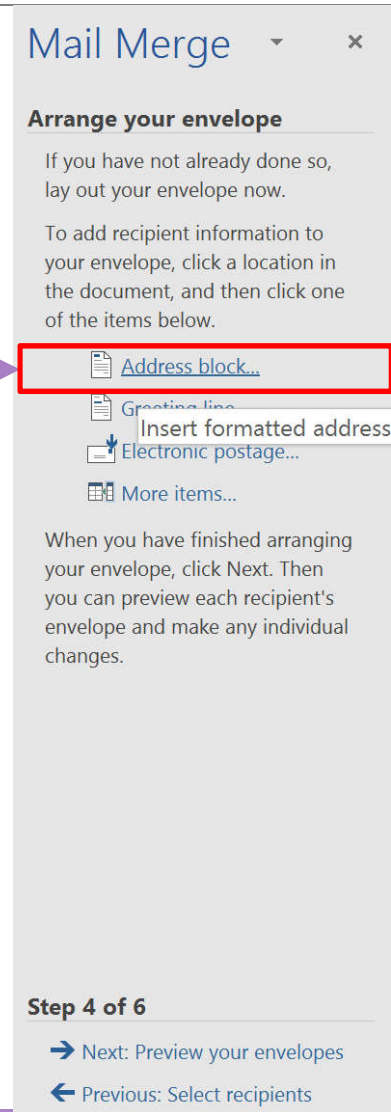 Mail Merge
Arrange your envelope
If you have not already done so,
lay out your envelope now.
To add recipient information to
your envelope, click a location in
the document, and then click one
of the items below.
Address block...
Greeting line
Insert formatted address
Electronic postage...
More items...
When you have finished arranging
your envelope, click Next. Then
you can preview each recipient's
envelope and make any individual
changes.
Step 4 of 6
Next: Preview your envelopes
Previous: Select recipients